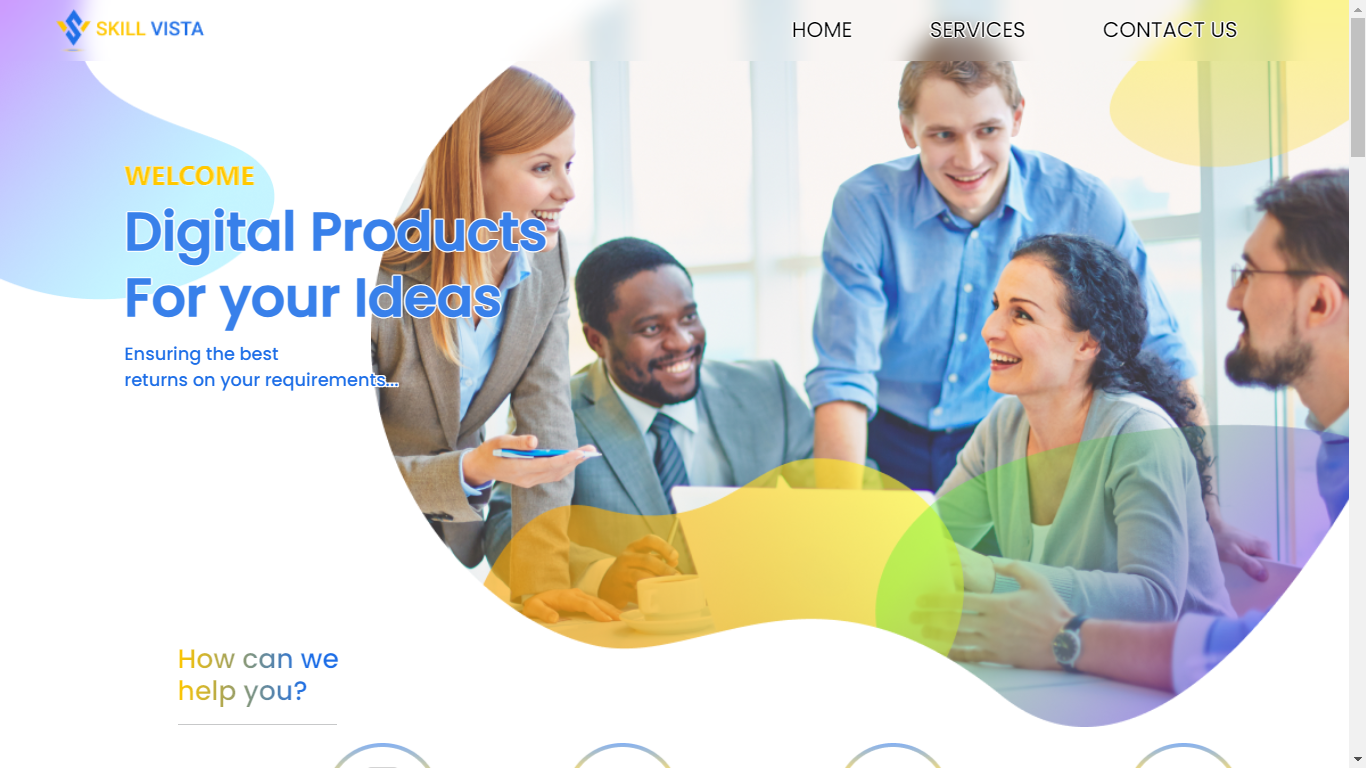 SKILL VISTA
HOME
SERVICES
CONTACT US
WELCOME
Digital Products
For your Ideas
Ensuring the best
returns on your requirements...
How can we
help you?